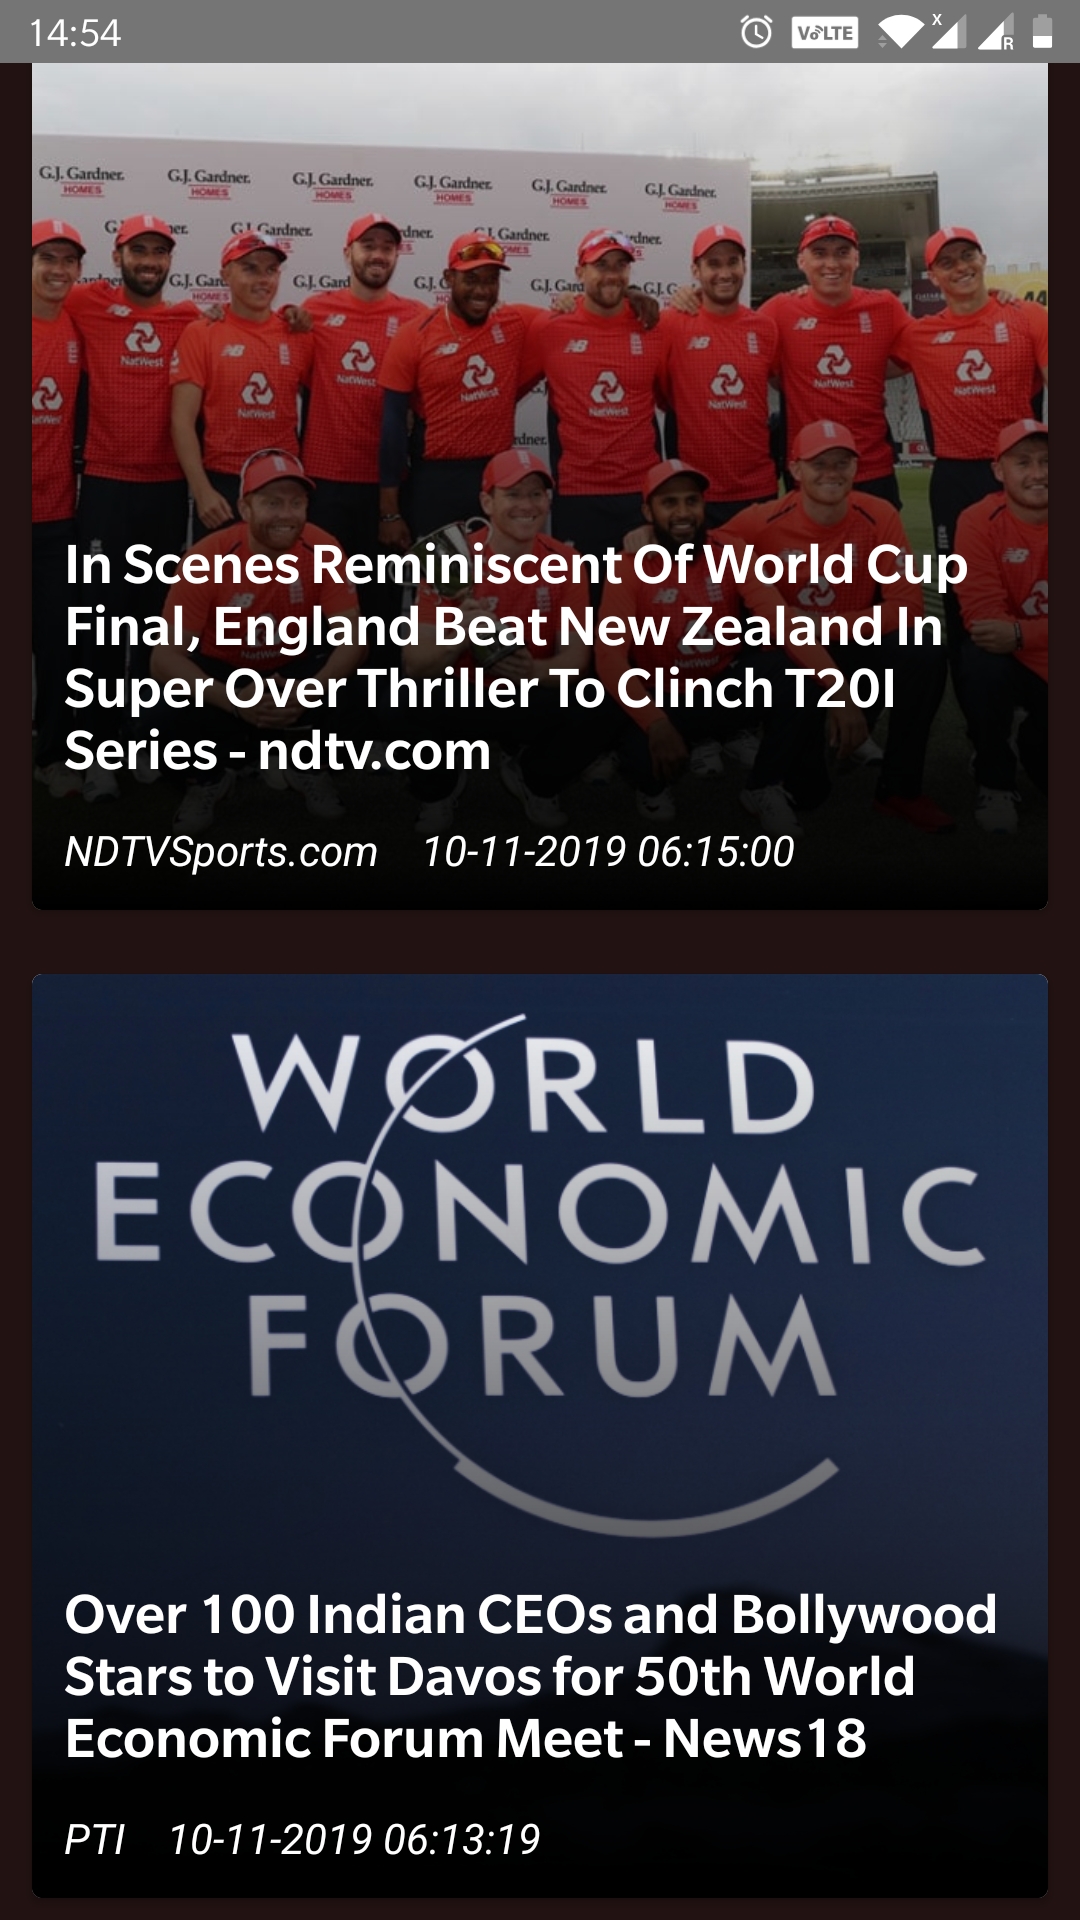 14:54
VoLTE
X
R
G.J. Gardner. G.J. Gardner. G.J. Gardner. G.J. Gardner. G.J. Gardner. G.J. Gardner.
HOMES HOMES HOMES HOMES HOMES HOMES
NatWest NatWest NatWest NatWest NatWest NatWest NatWest NatWest
In Scenes Reminiscent Of World Cup
Final, England Beat New Zealand In
Super Over Thriller To Clinch T20I
Series - ndtv.com
NDTVSports.com 10-11-2019 06:15:00
WORLD
ECONOMIC
FORUM
Over 100 Indian CEOs and Bollywood
Stars to Visit Davos for 50th World
Economic Forum Meet - News18
PTI 10-11-2019 06:13:19